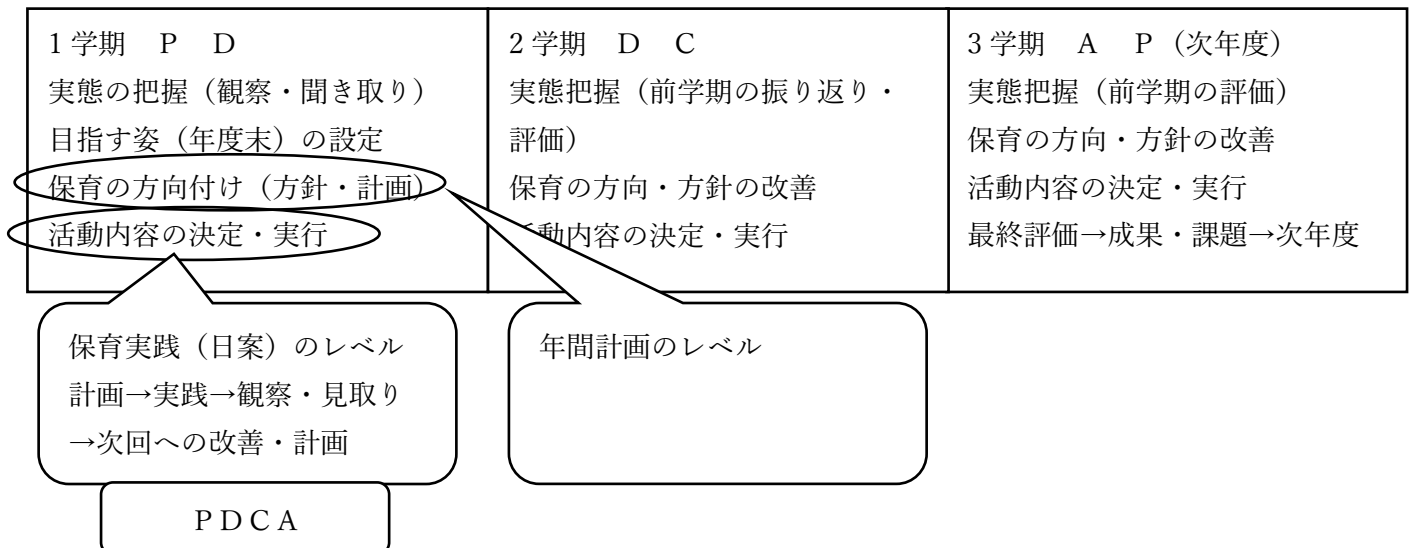 1学期　P　D
実態の把握（観察・聞き取り）
目指す姿（年度末）の設定
保育の方向付け（方針・計画）
活動内容の決定・実行
2学期　D　C
実態把握（前学期の振り返り・
評価）
保育の方向・方針の改善
活動内容の決定・実行
3学期　A　P（次年度）
実態把握（前学期の評価）
保育の方向・方針の改善
活動内容の決定・実行
最終評価→成果・課題→次年度
保育実践（日案）のレベル
計画→実践→観察・見取り
→次回への改善・計画
年間計画のレベル
PDCA